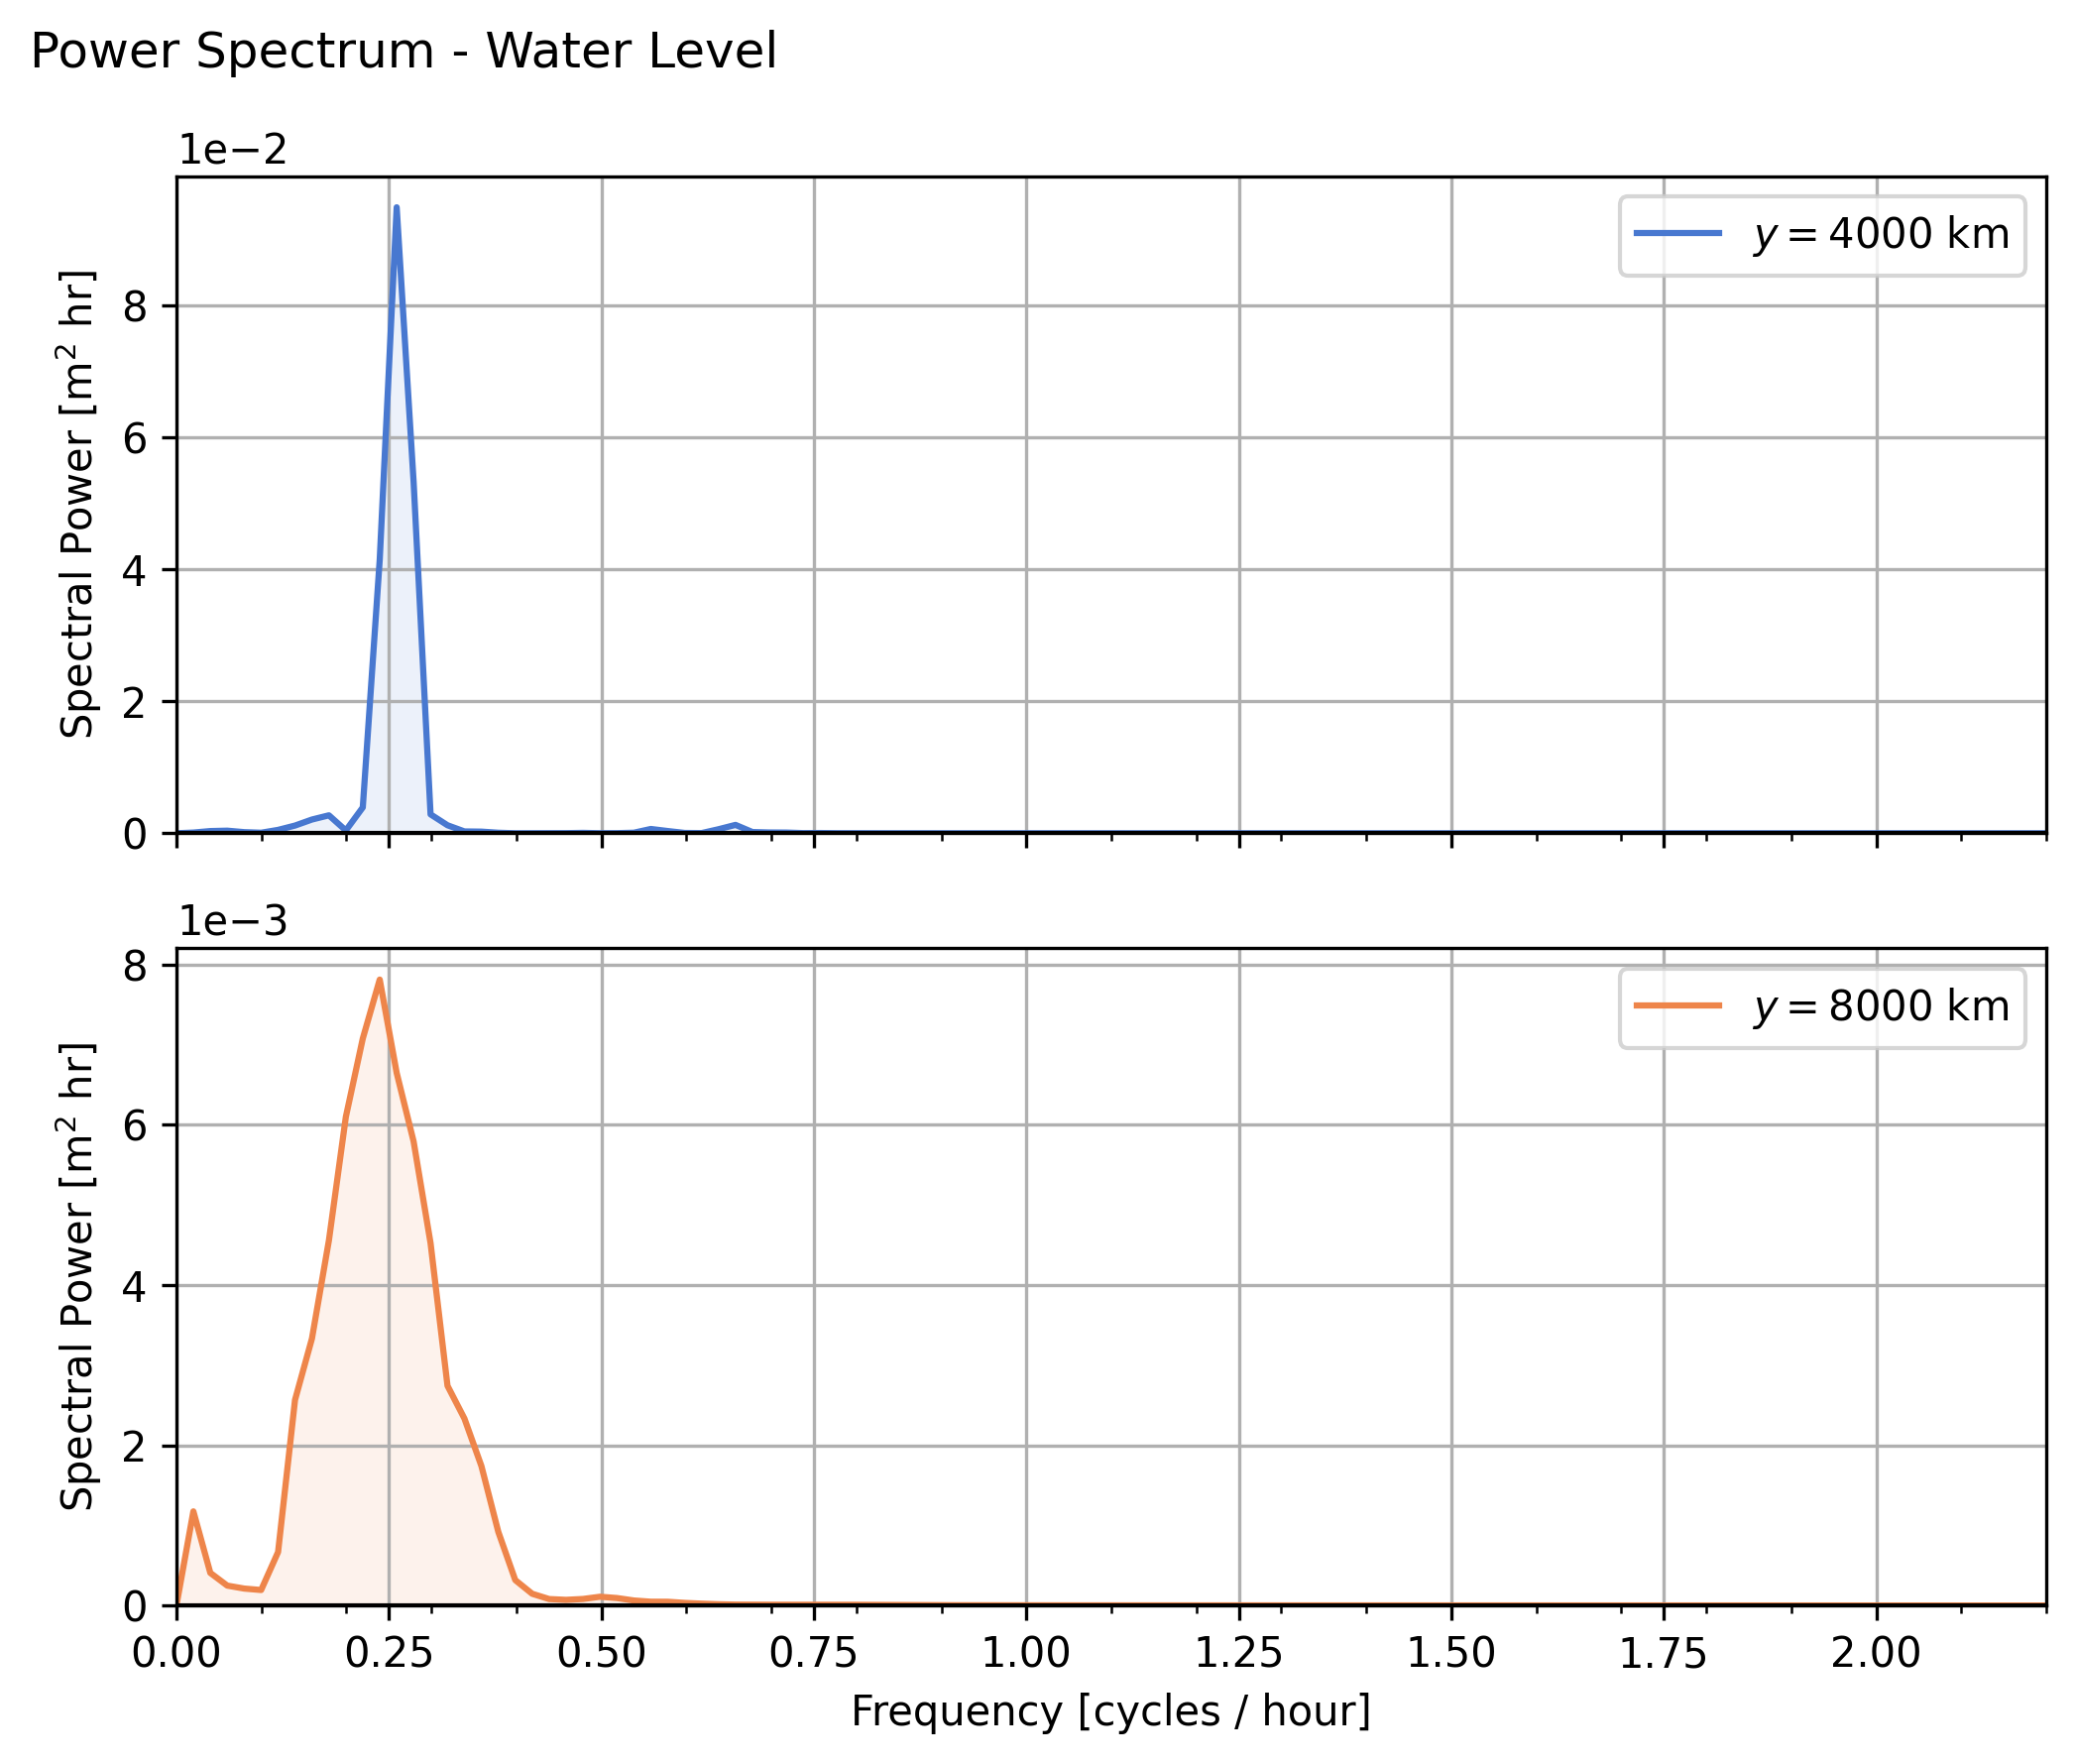 Power Spectrum - Water Level
1e−2
Spectral Power [m² hr]
8
6
4
2
0
y = 4000 km
1e−3
Spectral Power [m² hr]
8
6
4
2
0
y = 8000 km
0.00 0.25 0.50 0.75 1.00 1.25 1.50 1.75 2.00
Frequency [cycles / hour]